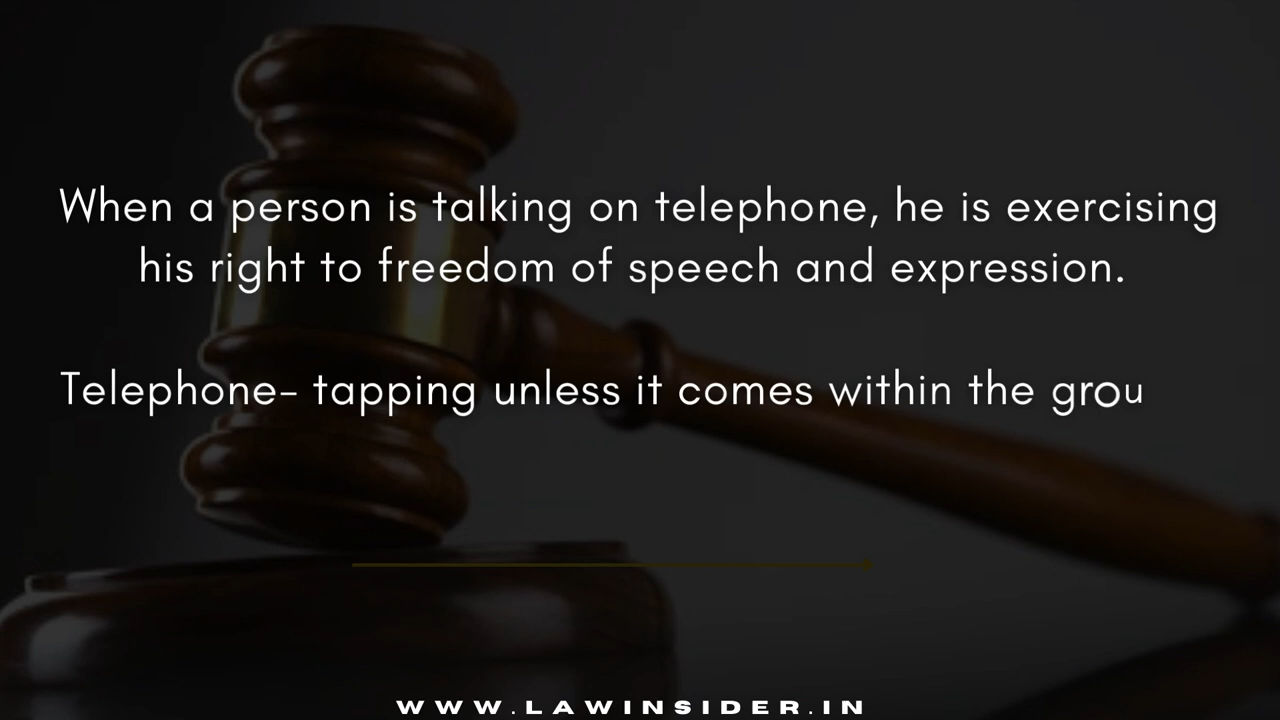 When a person is talking on telephone, he is exercising
his right to freedom of speech and expression.
Telephone- tapping unless it comes within the grou
WWW.LAWINSIDER.IN